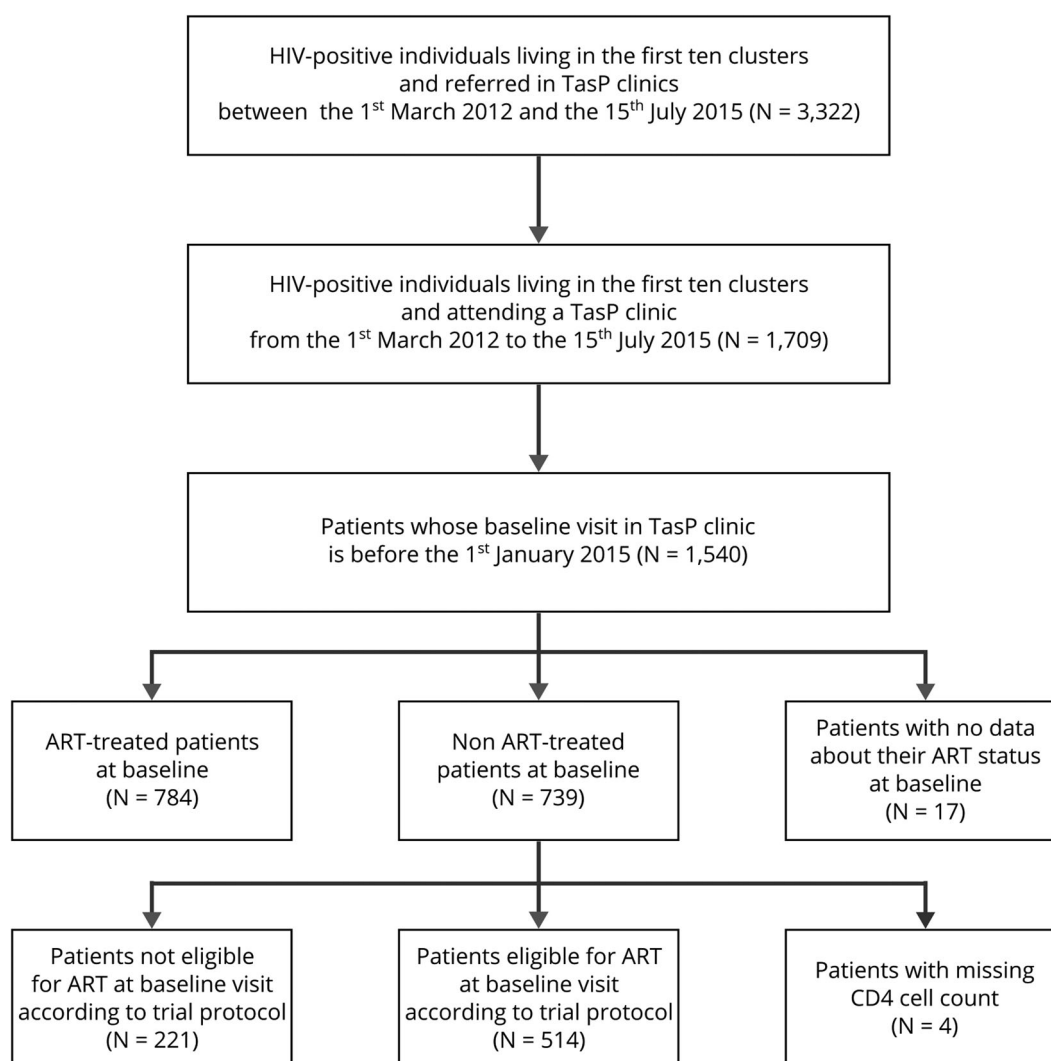 HIV-positive individuals living in the first ten clusters
and referred in TasP clinics
between the 1st March 2012 and the 15th July 2015 (N = 3,322)
HIV-positive individuals living in the first ten clusters
and attending a TasP clinic
from the 1st March 2012 to the 15th July 2015 (N = 1,709)
Patients whose baseline visit in TasP clinic
is before the 1st January 2015 (N = 1,540)
ART-treated patients
at baseline
(N = 784)
Non ART-treated
patients at baseline
(N = 739)
Patients with no data
about their ART status
at baseline
(N = 17)
Patients not eligible
for ART at baseline visit
according to trial protocol
(N = 221)
Patients eligible for ART
at baseline visit
according to trial protocol
(N = 514)
Patients with missing
CD4 cell count
(N = 4)